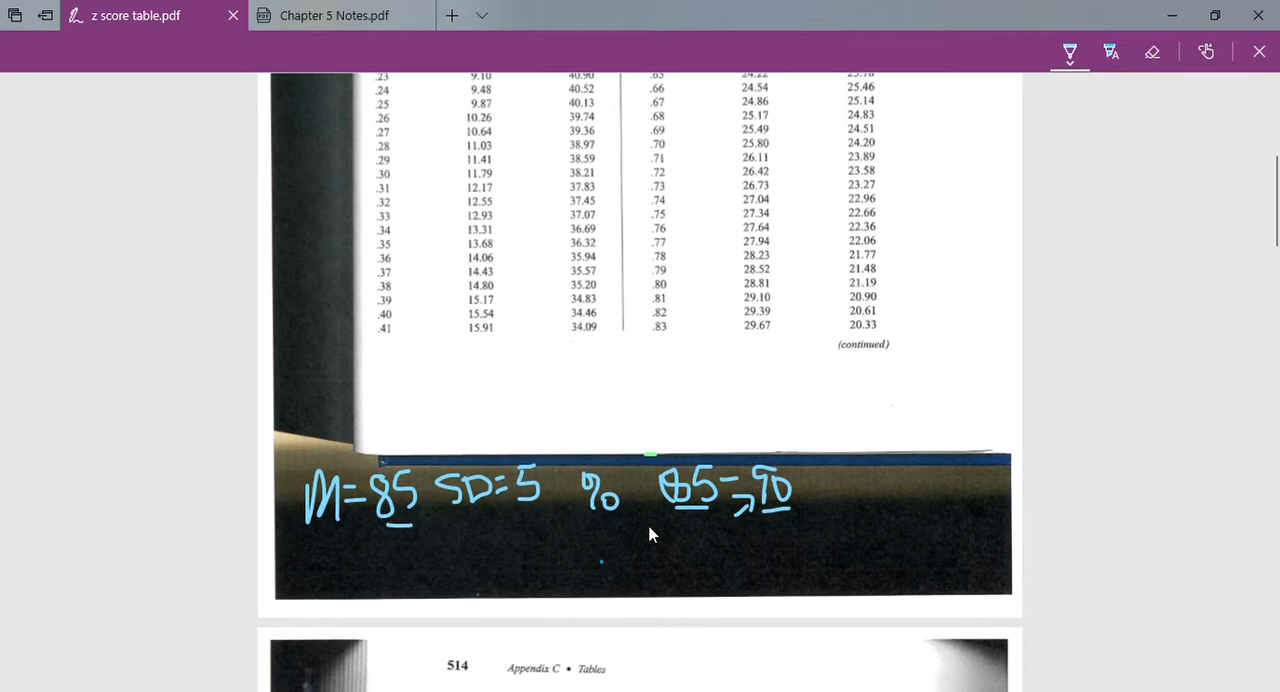 z score table.pdf
Chapter 5 Notes.pdf
.23 9.10 40.90 .65 24.22 25.78
.24 9.48 40.52 .66 24.54 25.46
.25 9.87 40.13 .67 24.86 25.14
.26 10.26 39.74 .68 25.17 24.83
.27 10.64 39.36 .69 25.49 24.51
.28 11.03 38.97 .70 25.80 24.20
.29 11.41 38.59 .71 26.11 23.89
.30 11.79 38.21 .72 26.42 23.58
.31 12.17 37.83 .73 26.73 23.27
.32 12.55 37.45 .74 27.04 22.96
.33 12.93 37.07 .75 27.34 22.66
.34 13.31 36.69 .76 27.64 22.36
.35 13.68 36.32 .77 27.94 22.06
.36 14.06 35.94 .78 28.23 21.77
.37 14.43 35.57 .79 28.52 21.48
.38 14.80 35.20 .80 28.81 21.19
.39 15.17 34.83 .81 29.10 20.90
.40 15.54 34.46 .82 29.39 20.61
.41 15.91 34.09 .83 29.67 20.33
(continued)
M=85 SD=5 % 85-90
514 Appendix C • Tables